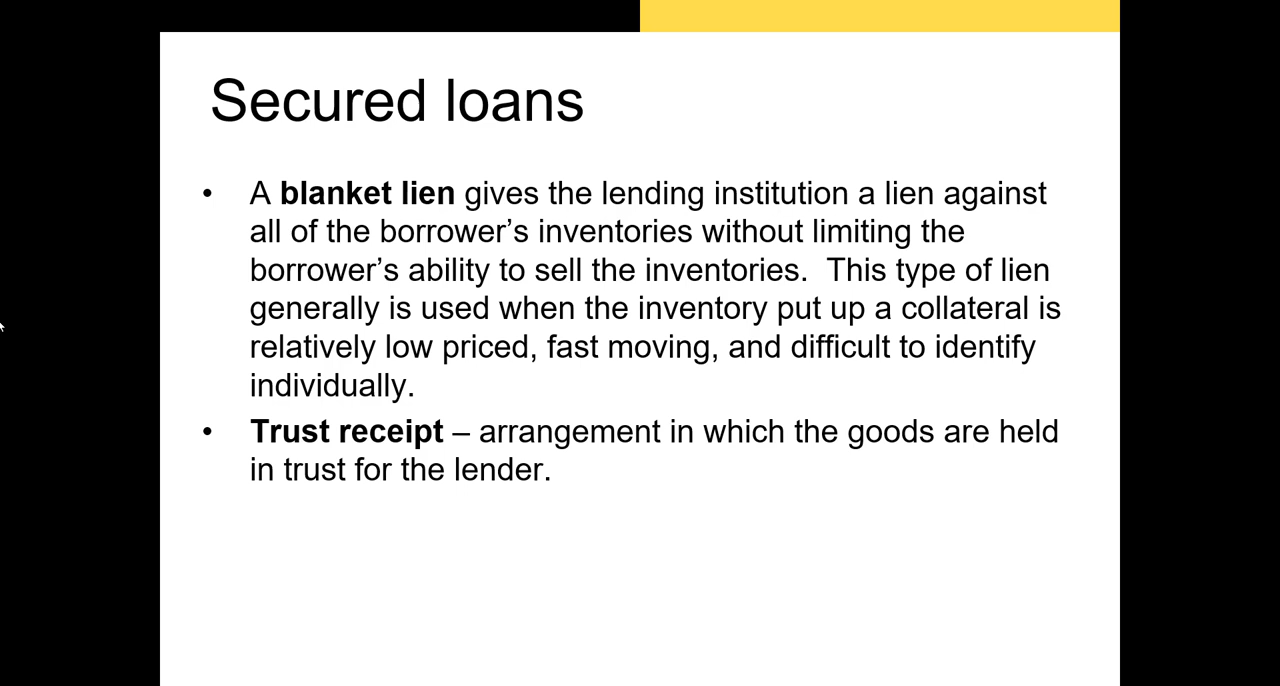 Secured loans
• A blanket lien gives the lending institution a lien against
all of the borrower’s inventories without limiting the
borrower’s ability to sell the inventories.  This type of lien
generally is used when the inventory put up a collateral is
relatively low priced, fast moving, and difficult to identify
individually.
• Trust receipt – arrangement in which the goods are held
in trust for the lender.